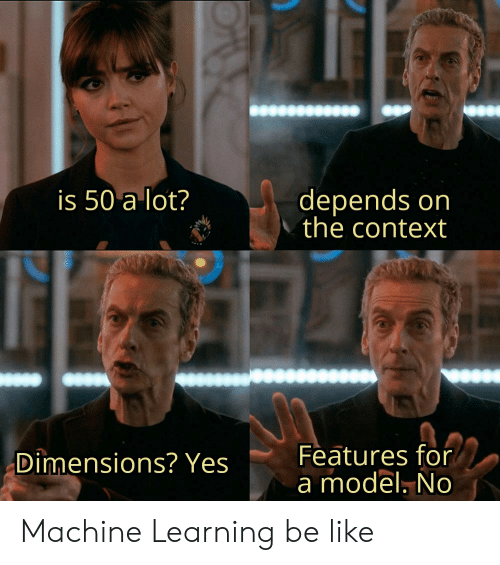 is 50 a lot?
depends on
the context
Dimensions? Yes
Features for
a model. No
Machine Learning be like